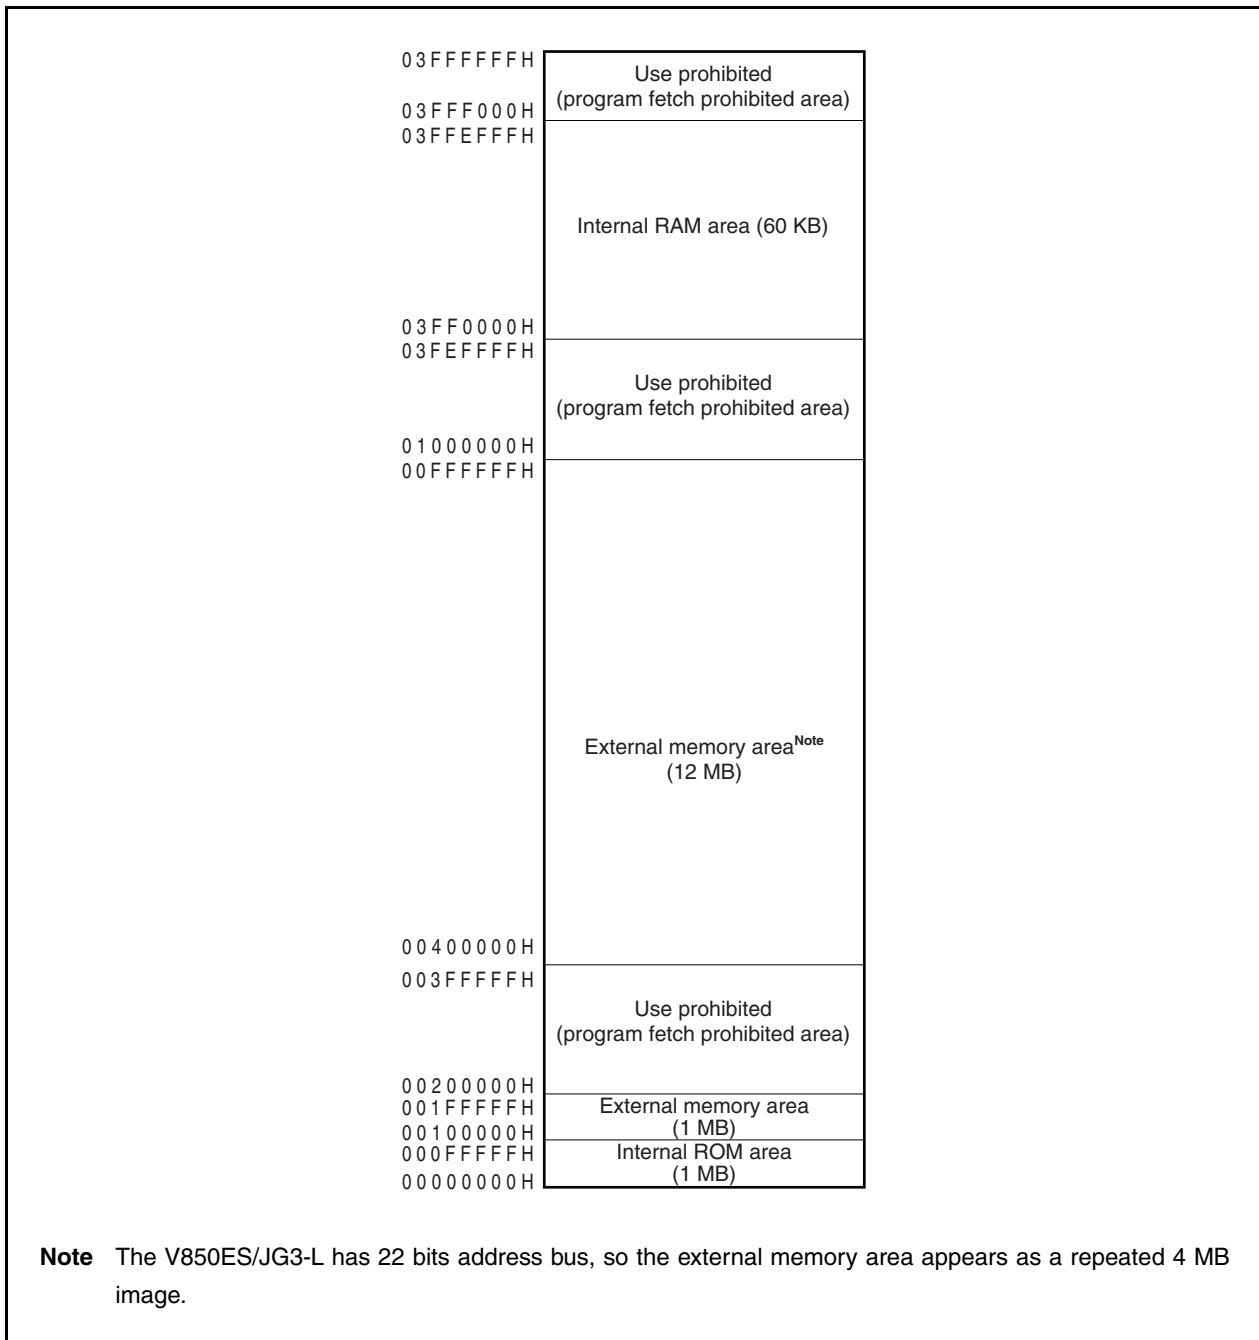 03FFFFFFH
Use prohibited
(program fetch prohibited area)
03FFF000H
03FFEFFFH
Internal RAM area (60 KB)
03FF0000H
03FEFFFFH
Use prohibited
(program fetch prohibited area)
01000000H
00FFFFFFH
External memory areaNote
(12 MB)
00400000H
003FFFFFH
Use prohibited
(program fetch prohibited area)
00200000H
001FFFFFH
External memory area
(1 MB)
00100000H
000FFFFFH
Internal ROM area
(1 MB)
00000000H
Note The V850ES/JG3-L has 22 bits address bus, so the external memory area appears as a repeated 4 MB
image.